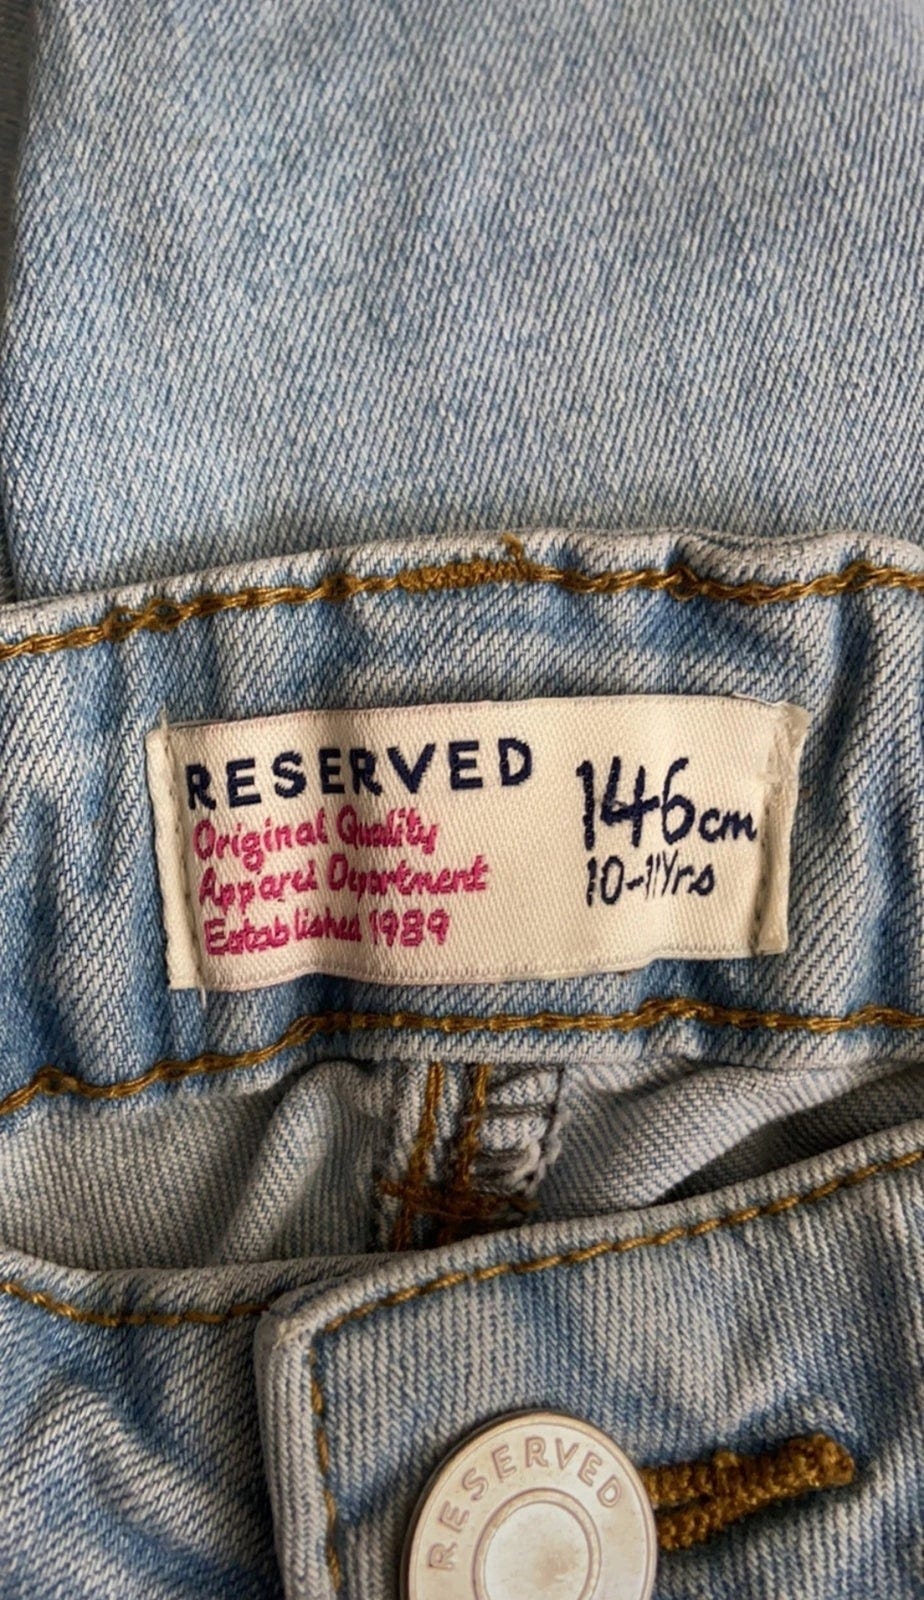 RESERVED
Original Quality
Apparel Department
Established 1989
146cm
10-11Yrs
RESERVED